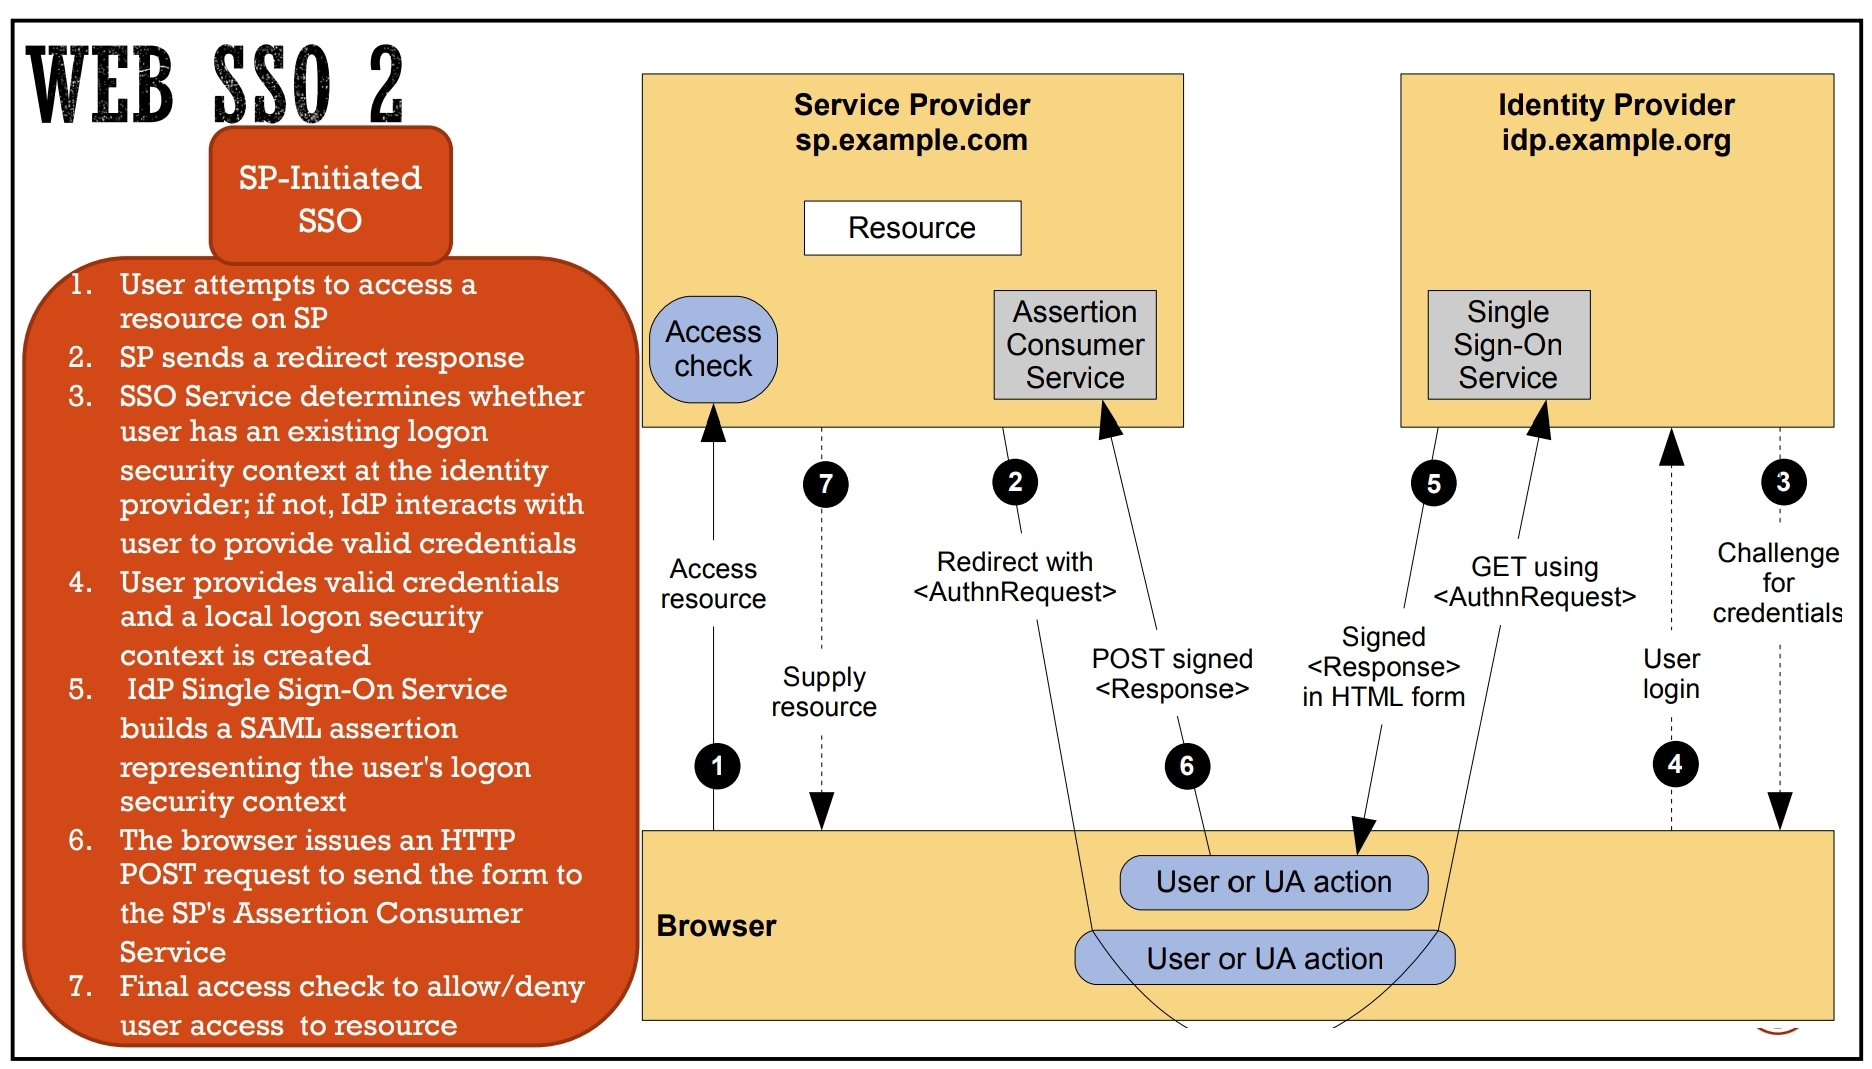 WEB SSO 2
SP-Initiated
SSO
1. User attempts to access a
resource on SP
2. SP sends a redirect response
3. SSO Service determines whether
user has an existing logon
security context at the identity
provider; if not, IdP interacts with
user to provide valid credentials
4. User provides valid credentials
and a local logon security
context is created
5. IdP Single Sign-On Service
builds a SAML assertion
representing the user's logon
security context
6. The browser issues an HTTP
POST request to send the form to
the SP's Assertion Consumer
Service
7. Final access check to allow/deny
user access to resource
Service Provider
sp.example.com
Resource
Access
check
Assertion
Consumer
Service
Identity Provider
idp.example.org
Single
Sign-On
Service
7
2
5
3
Access
resource
Redirect with
<AuthnRequest>
GET using
<AuthnRequest>
Challenge
for
credentials
Supply
resource
POST signed
<Response>
Signed
<Response>
in HTML form
User
login
1
6
4
Browser
User or UA action
User or UA action